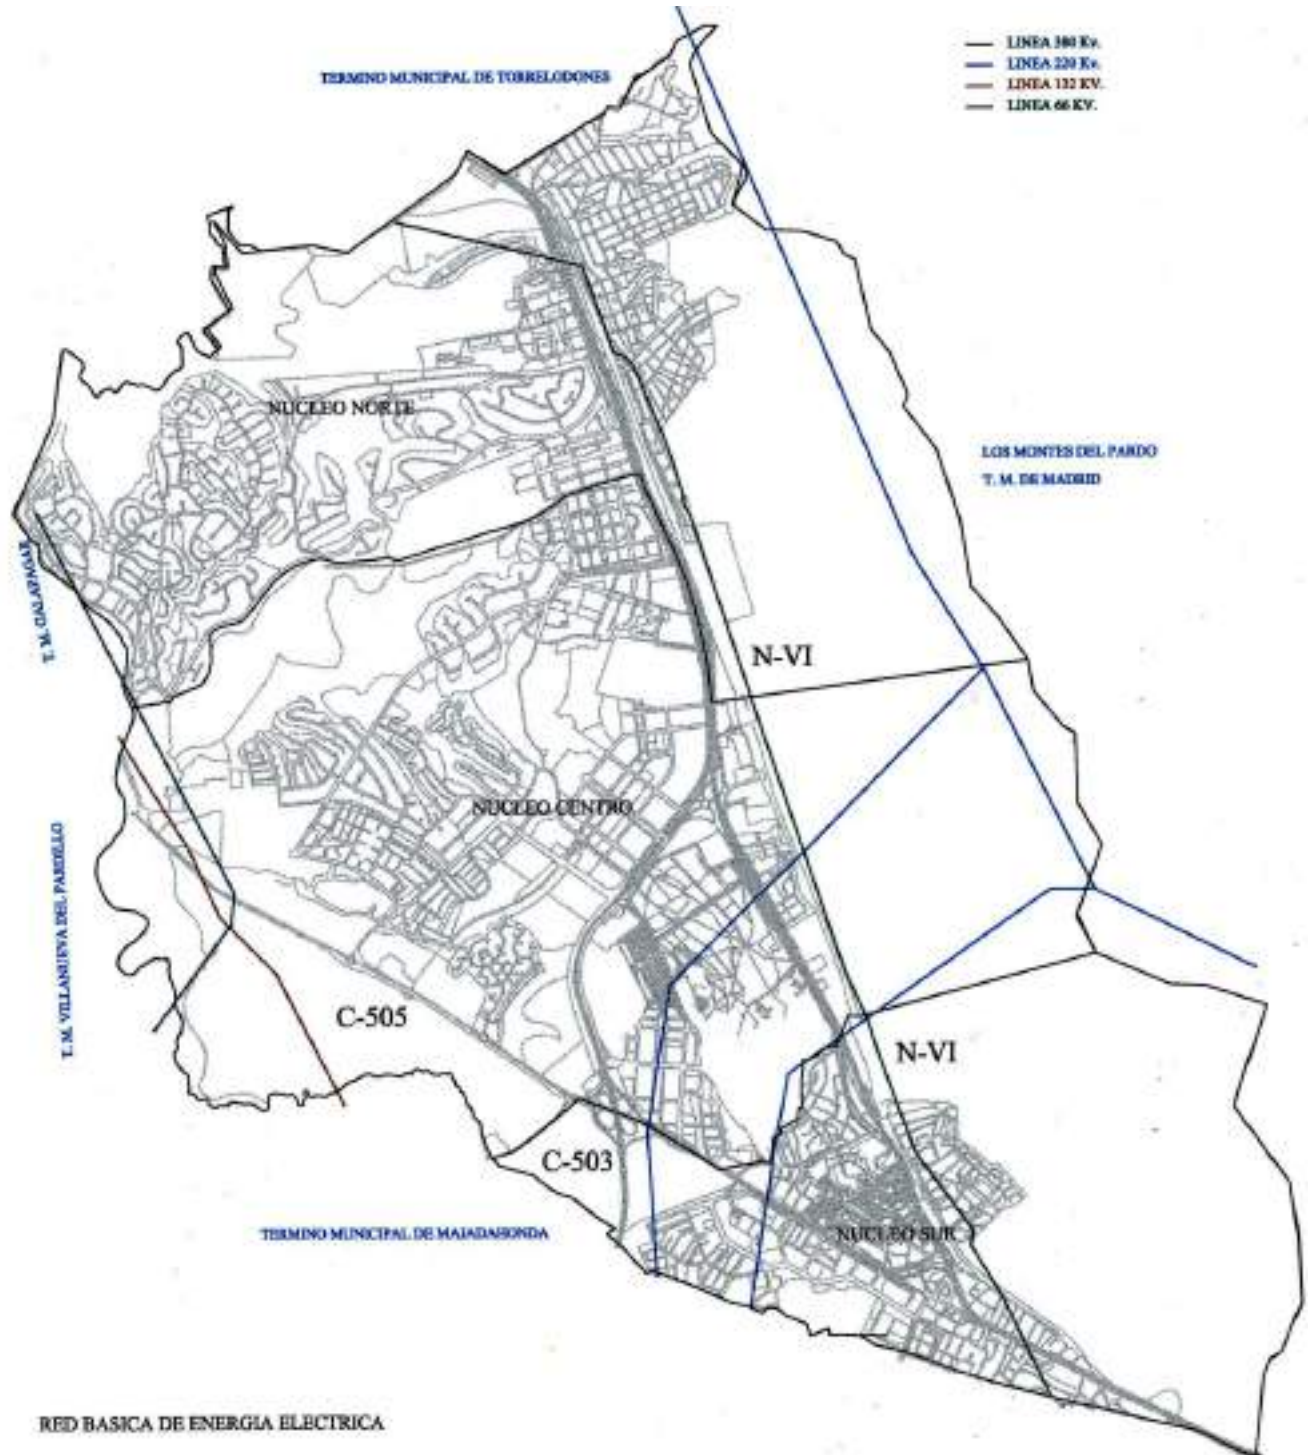 LINEA 380 Kv.
LINEA 220 Kv.
LINEA 132 KV.
LINEA 66 KV.
TERMINO MUNICIPAL DE TORRELODONES
NUCLEO NORTE
LOS MONTES DEL PARDO
T. M. DE MADRID
T. M. GALAPAGAR
N-VI
NUCLEO CENTRO
T. M. VILLANUEVA DEL PARDILLO
C-505
N-VI
C-503
TERMINO MUNICIPAL DE MAJADAHONDA
NUCLEO SUR
RED BASICA DE ENERGIA ELECTRICA